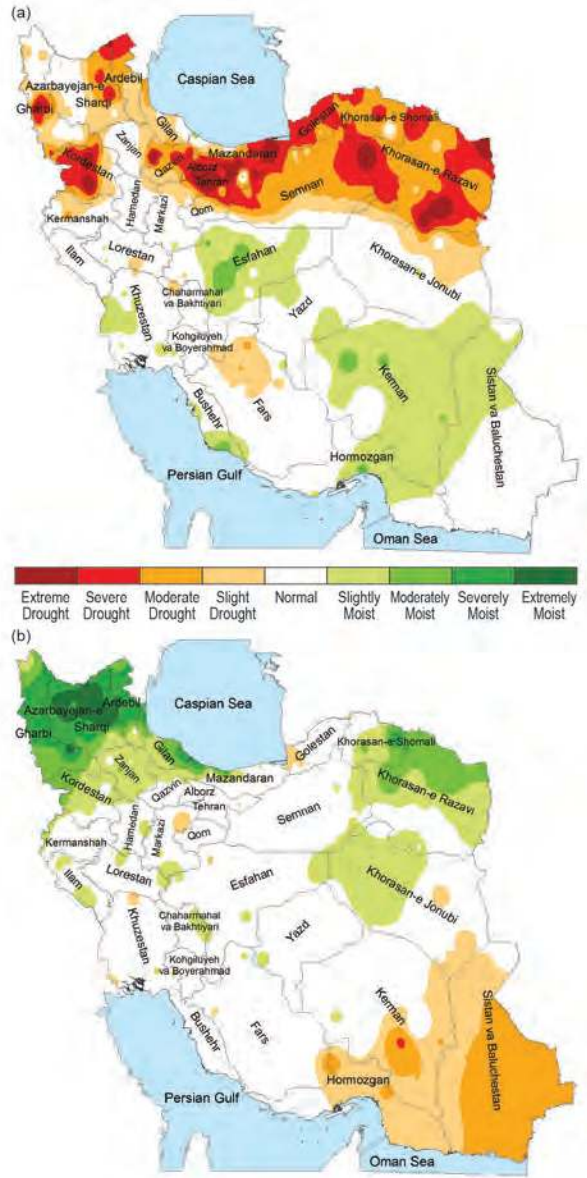 (a)
Caspian Sea
Azarbayejan-e
Ardebil
Sharqi
Gharbi
Gilan
Zanjan
Golestan
Khorasan-e Shomali
Mazandaran
Kordestan
Qazvin
Alborz
Tehran
Khorasan-e Razavi
Semnan
Hamedan
Markazi
Qom
Kermanshah
Ilam
Lorestan
Esfahan
Khorasan-e Jonubi
Khuzestan
Chaharmahal
va Bakhtiyari
Yazd
Kohgiluyeh
va Boyerahmad
Kerman
Sistan va Baluchestan
Fars
Bushehr
Hormozgan
Persian Gulf
Oman Sea
Extreme
Drought
Severe
Drought
Moderate
Drought
Slight
Drought
Normal
Slightly
Moist
Moderately
Moist
Severely
Moist
Extremely
Moist
(b)
Caspian Sea
Azarbayejan-e
Ardebil
Sharqi
Gharbi
Gilan
Zanjan
Golestan
Khorasan-e Shomali
Kordestan
Mazandaran
Qazvin
Alborz
Tehran
Khorasan-e Razavi
Semnan
Hamedan
Markazi
Qom
Kermanshah
Ilam
Lorestan
Esfahan
Khorasan-e Jonubi
Khuzestan
Chaharmahal
va Bakhtiyari
Yazd
Kohgiluyeh
va Boyerahmad
Kerman
Sistan va Baluchestan
Bushehr
Fars
Hormozgan
Persian Gulf
Oman Sea